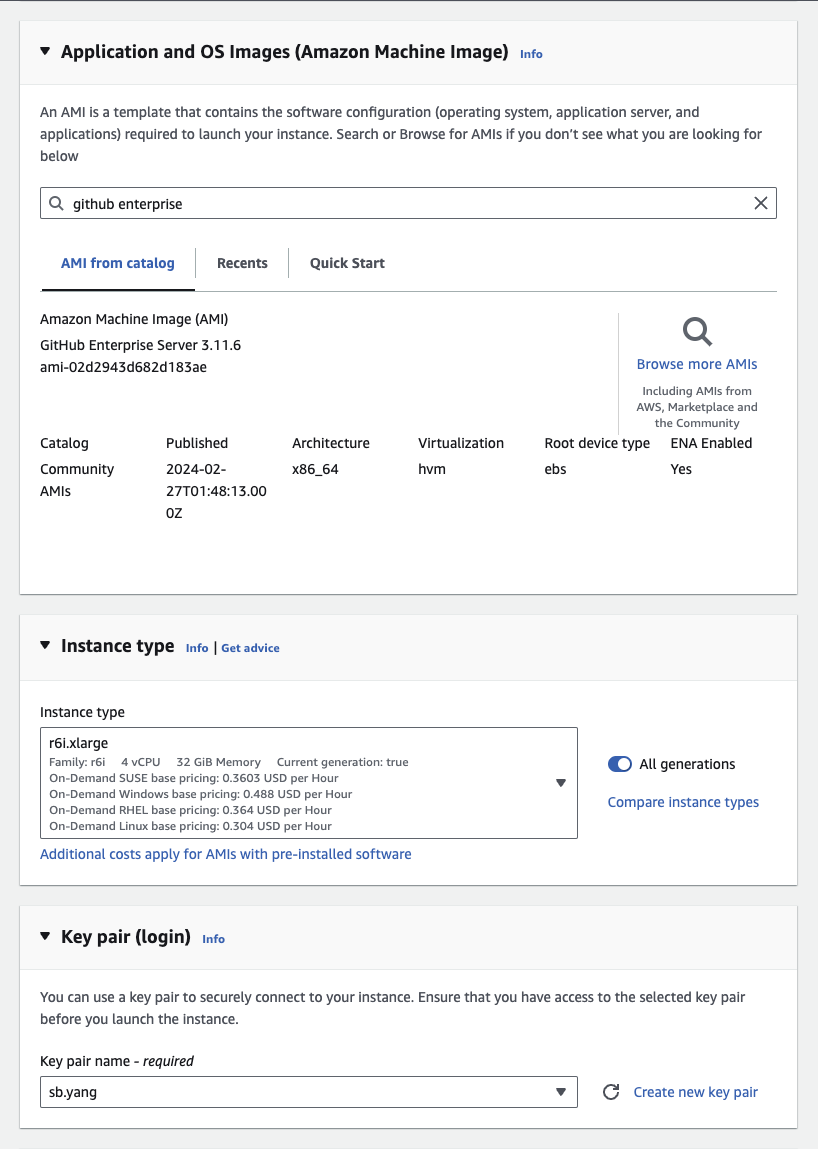 Application and OS Images (Amazon Machine Image) Info
An AMI is a template that contains the software configuration (operating system, application server, and
applications) required to launch your instance. Search or Browse for AMIs if you don’t see what you are looking for
below
github enterprise
AMI from catalog Recents Quick Start
Amazon Machine Image (AMI)
GitHub Enterprise Server 3.11.6
ami-02d2943d682d183ae
Browse more AMIs
Including AMIs from
AWS, Marketplace and
the Community
Catalog Published Architecture Virtualization Root device type ENA Enabled
Community 2024-02- x86_64 hvm ebs Yes
AMIs 27T01:48:13.00
0Z
Instance type Info | Get advice
Instance type
r6i.xlarge
Family: r6i 4 vCPU 32 GiB Memory Current generation: true
On-Demand SUSE base pricing: 0.3603 USD per Hour
On-Demand Windows base pricing: 0.488 USD per Hour
On-Demand RHEL base pricing: 0.364 USD per Hour
On-Demand Linux base pricing: 0.304 USD per Hour
All generations
Compare instance types
Additional costs apply for AMIs with pre-installed software
Key pair (login) Info
You can use a key pair to securely connect to your instance. Ensure that you have access to the selected key pair
before you launch the instance.
Key pair name - required
sb.yang
Create new key pair